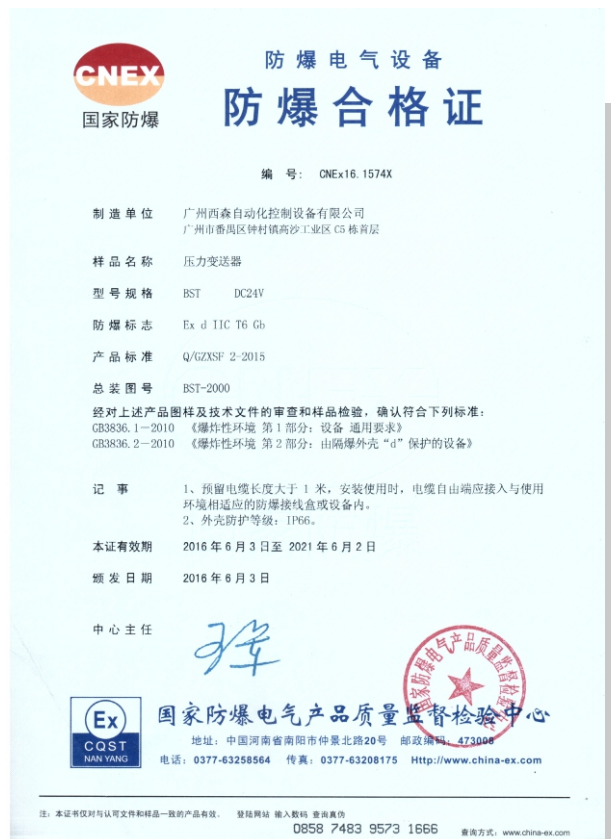 CNEX
国家防爆
防爆电气设备
防爆合格证
编 号: CNEx16.1574X
制造单位 广州西森自动化控制设备有限公司
广州市番禺区钟村镇高沙工业区C5栋首层
样品名称 压力变送器
型号规格 BST DC24V
防爆标志 Ex d IIC T6 Gb
产品标准 Q/GZXSF 2-2015
总装图号 BST-2000
经对上述产品图样及技术文件的审查和样品检验，确认符合下列标准：
GB3836.1－2010 《爆炸性环境 第1部分：设备 通用要求》
GB3836.2－2010 《爆炸性环境 第2部分：由隔爆外壳“d”保护的设备》
记 事 1、预留电缆长度大于 1 米，安装使用时，电缆自由端应接入与使用
环境相适应的防爆接线盒或设备内。
2、外壳防护等级：IP66。
本证有效期 2016年6月3日至2021年6月2日
颁发日期 2016年6月3日
中心主任
国家防爆电气产品质量监督检验中心
Ex
CQST
NAN YANG
国家防爆电气产品质量监督检验中心
地址：中国河南省南阳市仲景北路20号 邮政编码：473008
电话：0377-63258564 传真：0377-63208175 Http://www.china-ex.com
注：本证书仅对与认可文件和样品一致的产品有效。 登陆网站 输入数码 查询真伪
0858 7483 9573 1666
查询方式：www.china-ex.com